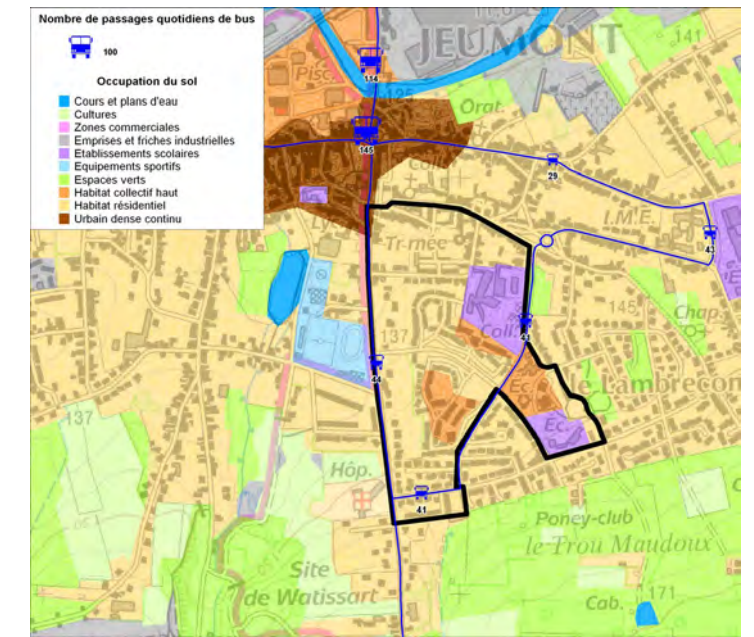 Nombre de passages quotidiens de bus
100
Occupation du sol
Cours et plans d'eau
Cultures
Zones commerciales
Emprises et friches industrielles
Etablissements scolaires
Equipements sportifs
Espaces verts
Habitat collectif haut
Habitat résidentiel
Urbain dense continu
JEUMONT
141
Pisc.
114
125
Orat.
145
Coll.
29
I.M.E.
43
Lyc.
Tr-mée
145
Chap.
137
Coll.
44
le Lambrecon
Ec.
137
Ec.
Hôp.
41
Poney-club
le Trou Maudoux
Site
de Watissart
171
Cab.